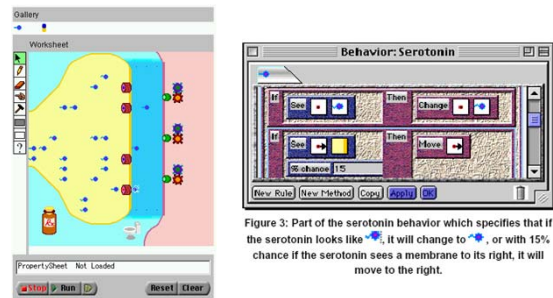 Gallery
Worksheet
?
PropertySheet Not Loaded
Stop
Run
Reset
Clear
Behavior: Serotonin
If
See
Then
Change
If
See
Then
Move
% chance 15
New Rule
New Method
Copy
Apply
OK
Figure 3: Part of the serotonin behavior which specifies that if
the serotonin looks like , it will change to , or with 15%
chance if the serotonin sees a membrane to its right, it will
move to the right.